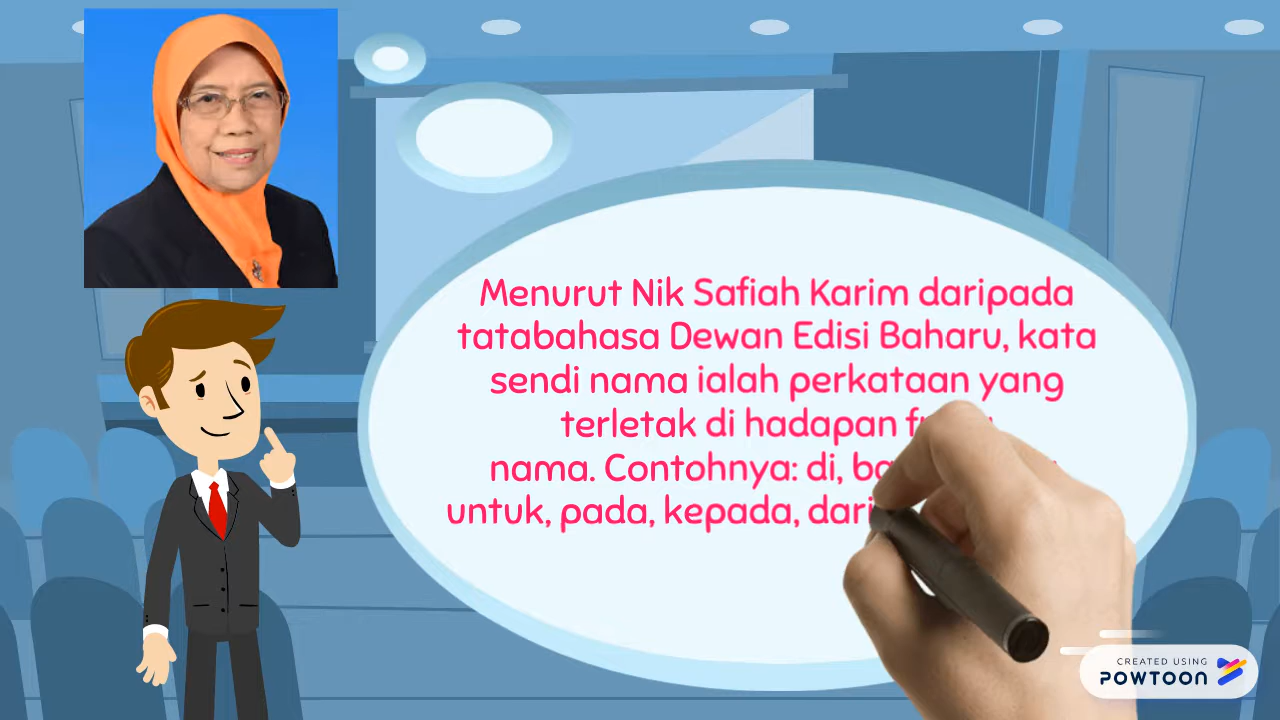 Menurut Nik Safiah Karim daripada
tatabahasa Dewan Edisi Baharu, kata
sendi nama ialah perkataan yang
terletak di hadapan
nama. Contohnya: di,
untuk, pada, kepada, dari
CREATED USING
POWTOON